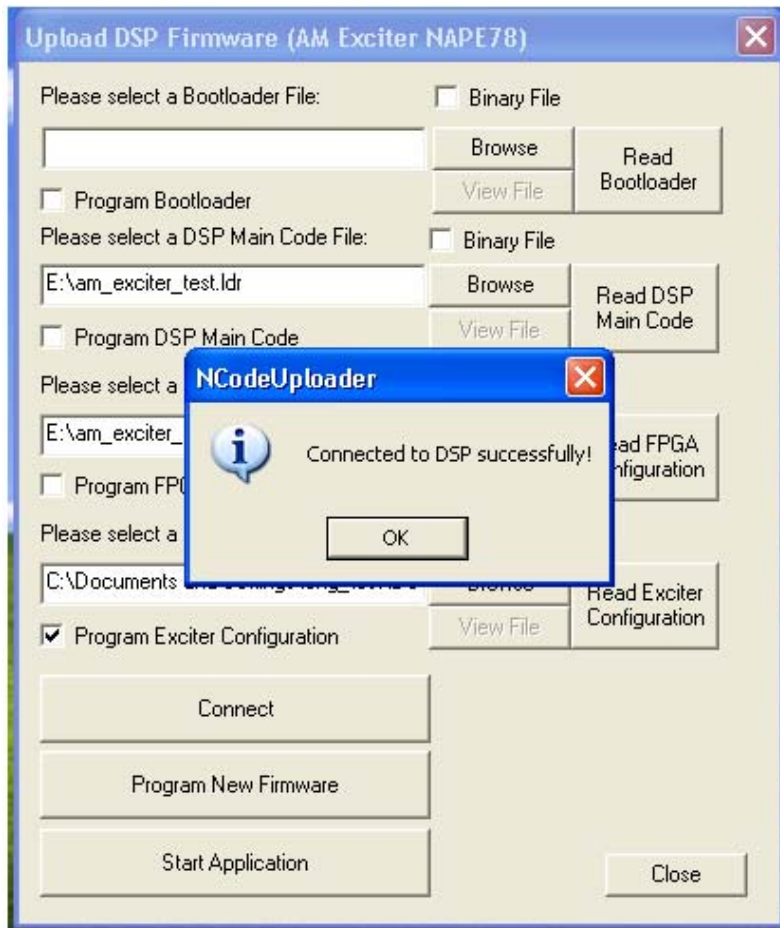 Upload DSP Firmware (AM Exciter NAPE78)
Please select a Bootloader File:
Binary File
Browse
Read Bootloader
View File
Program Bootloader
Please select a DSP Main Code File:
Binary File
E:\am_exciter_test.ldr
Browse
Read DSP Main Code
View File
Program DSP Main Code
NCodeUploader
Please select a
E:\am_exciter_
Connected to DSP successfully!
ad FPGA
nfiguration
Program FPG
OK
Please select a
C:\Documents
Read Exciter Configuration
View File
Program Exciter Configuration
Connect
Program New Firmware
Start Application
Close